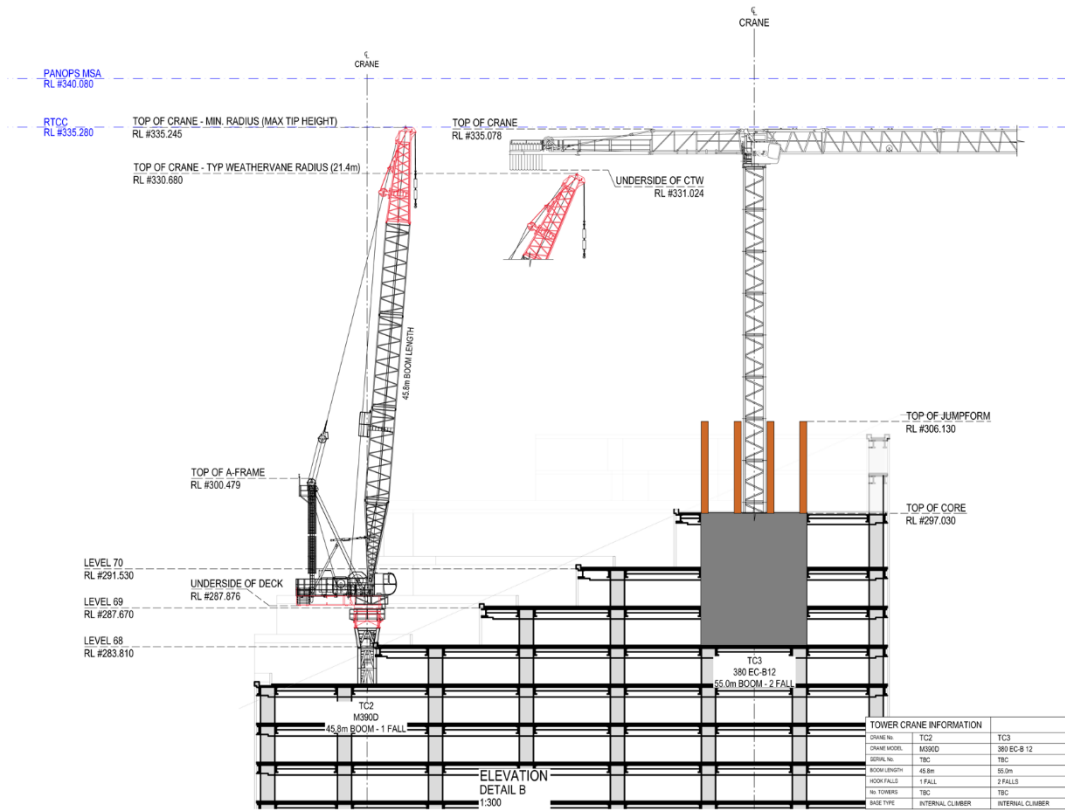 ℄
CRANE
℄
CRANE
PANOPS MSA
RL #340.080
RTCC
RL #335.280
TOP OF CRANE - MIN. RADIUS (MAX TIP HEIGHT)
RL #335.245
TOP OF CRANE
RL #335.078
TOP OF CRANE - TYP WEATHERVANE RADIUS (21.4m)
RL #330.680
UNDERSIDE OF CTW
RL #331.024
45.8m BOOM LENGTH
TOP OF JUMPFORM
RL #306.130
TOP OF A-FRAME
RL #300.479
TOP OF CORE
RL #297.030
LEVEL 70
RL #291.530
UNDERSIDE OF DECK
RL #287.876
LEVEL 69
RL #287.670
LEVEL 68
RL #283.810
TC3
380 EC-B12
55.0m BOOM - 2 FALL
TC2
M390D
45.8m BOOM - 1 FALL
ELEVATION
DETAIL B
1:300
TOWER CRANE INFORMATION
CRANE No. TC2 TC3
CRANE MODEL M390D 380 EC-B 12
SERIAL No. TBC TBC
BOOM LENGTH 45.8m 55.0m
HOOK FALLS 1 FALL 2 FALLS
No. TOWERS TBC TBC
BASE TYPE INTERNAL CLIMBER INTERNAL CLIMBER